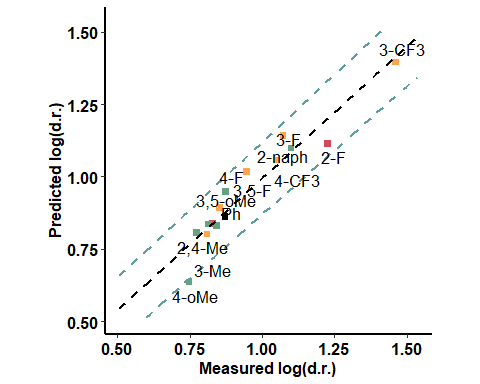 1.50
1.25
1.00
0.75
0.50
Predicted log(d.r.)
3-CF3
3-F
2-naph
2-F
4-F
4-CF3
3,5-F
3,5-oMe
Ph
2,4-Me
3-Me
4-oMe
0.50 0.75 1.00 1.25 1.50
Measured log(d.r.)